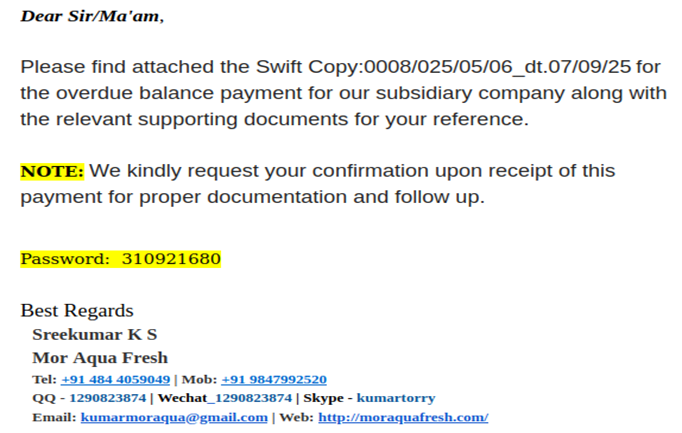 Dear Sir/Ma'am,
Please find attached the Swift Copy:0008/025/05/06_dt.07/09/25 for
the overdue balance payment for our subsidiary company along with
the relevant supporting documents for your reference.
NOTE: We kindly request your confirmation upon receipt of this
payment for proper documentation and follow up.
Password: 310921680
Best Regards
Sreekumar K S
Mor Aqua Fresh
Tel: +91 484 4059049 | Mob: +91 9847992520
QQ - 1290823874 | Wechat_1290823874 | Skype - kumartorry
Email: kumarmoraqua@gmail.com | Web: http://moraquafresh.com/